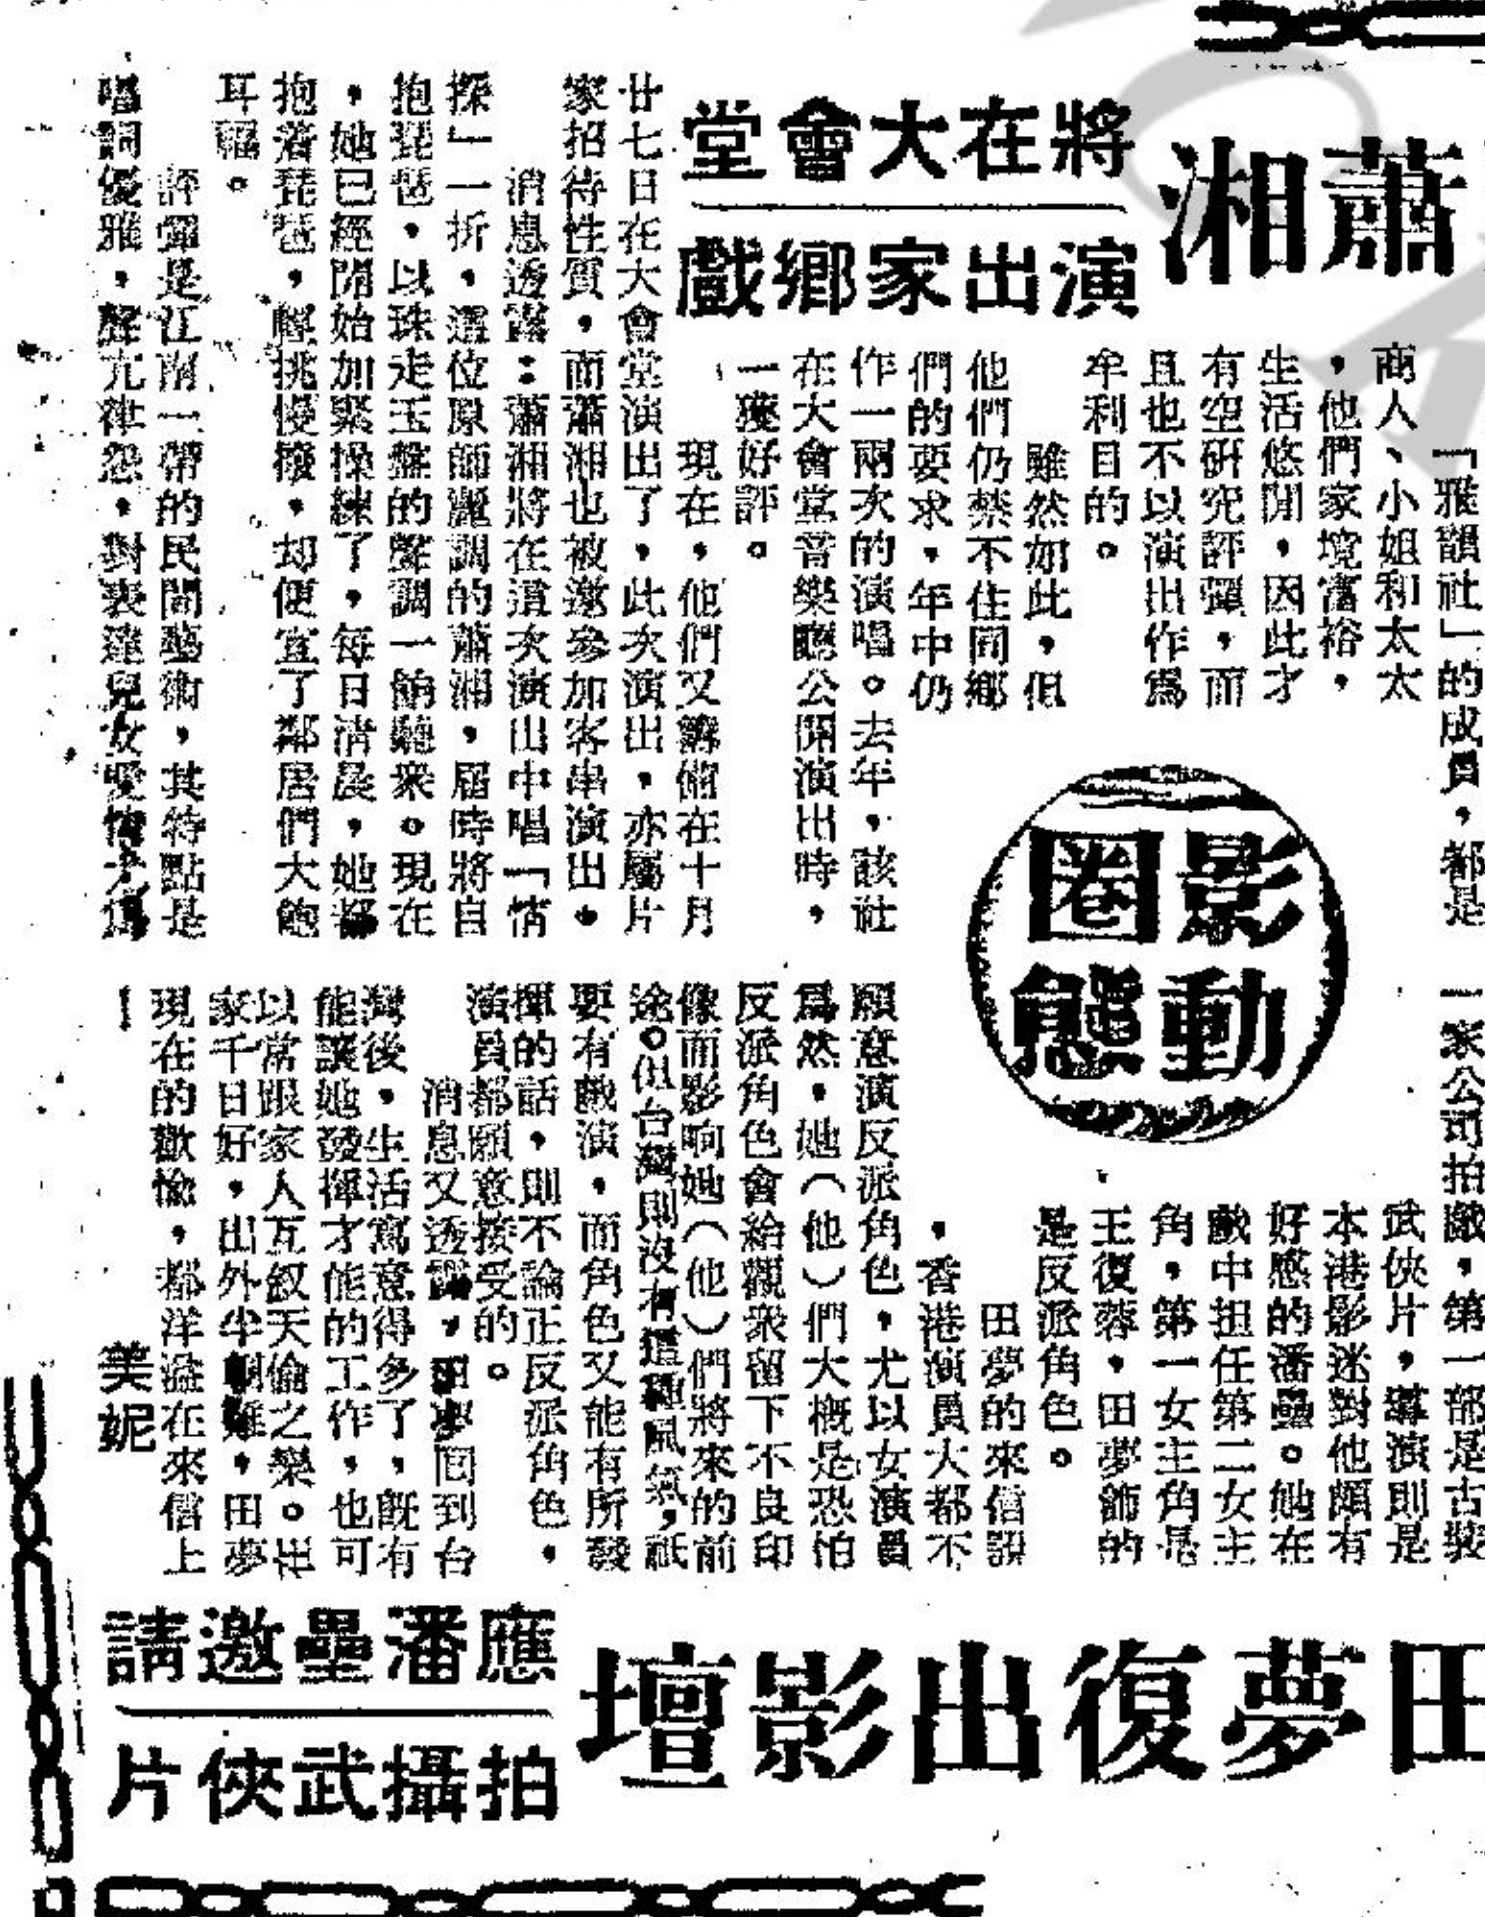 蕭湘
將在大會堂
演出家鄉戲
「雅韻社」的成員，都是
商人、小姐和太太
，他們家境富裕，
生活悠閒，因此才
有空研究評彈，而
且也不以演出作爲
牟利目的。
雖然如此，但
他們仍禁不住同鄉
們的要求，年中仍
作一兩次的演唱。去年，該社
在大會堂音樂廳公開演出時，
一度好評。
現在，他們又籌備在十月
廿七日在大會堂演出了，此次演出，亦屬片
家招待性質，而蕭湘也被邀參加客串演出。
消息透露：蕭湘將在這次演出中唱「情
探」一折，這位原師麗調的蕭湘，屆時將自
抱琵琶，以珠走玉盤的聲調一餉聽衆。現在
，她已經開始加緊操練了，每日清晨，她都
抱着琵琶，輕挑慢撥，却便宜了鄰居們大飽
耳福。
評彈是江南一帶的民間藝術，其特點是
唱詞優雅，聲亢律怨，對表達兒女愛情尤爲
影圈
動態
一家公司拍戲，第一部是古裝
武俠片，導演則是
本港影迷對他頗有
好感的潘壘。她在
戲中担任第二女主
角，第一女主角是
王復蓉，田夢飾的
是反派角色。
田夢的來信說
，香港演員大都不
願意演反派角色，尤以女演員
爲然，她（他）們大概是恐怕
反派角色會給觀衆留下不良印
像而影响她（他）們將來的前
途。但台灣則沒有這種風氣，祇
要有戲演，而角色又能有所發
揮的話，則不論正反派角色，
演員都願意接受的。
消息又透露，田夢囘到台
灣後，生活寫意得多了，既有
能讓她發揮才能的工作，也可
以常跟家人互叙天倫之樂。出
家千日好，出外半朝難，田夢
現在的歡愉，都洋溢在來信上
！
美妮
田夢復出影壇
應潘壘邀請
拍攝武俠片